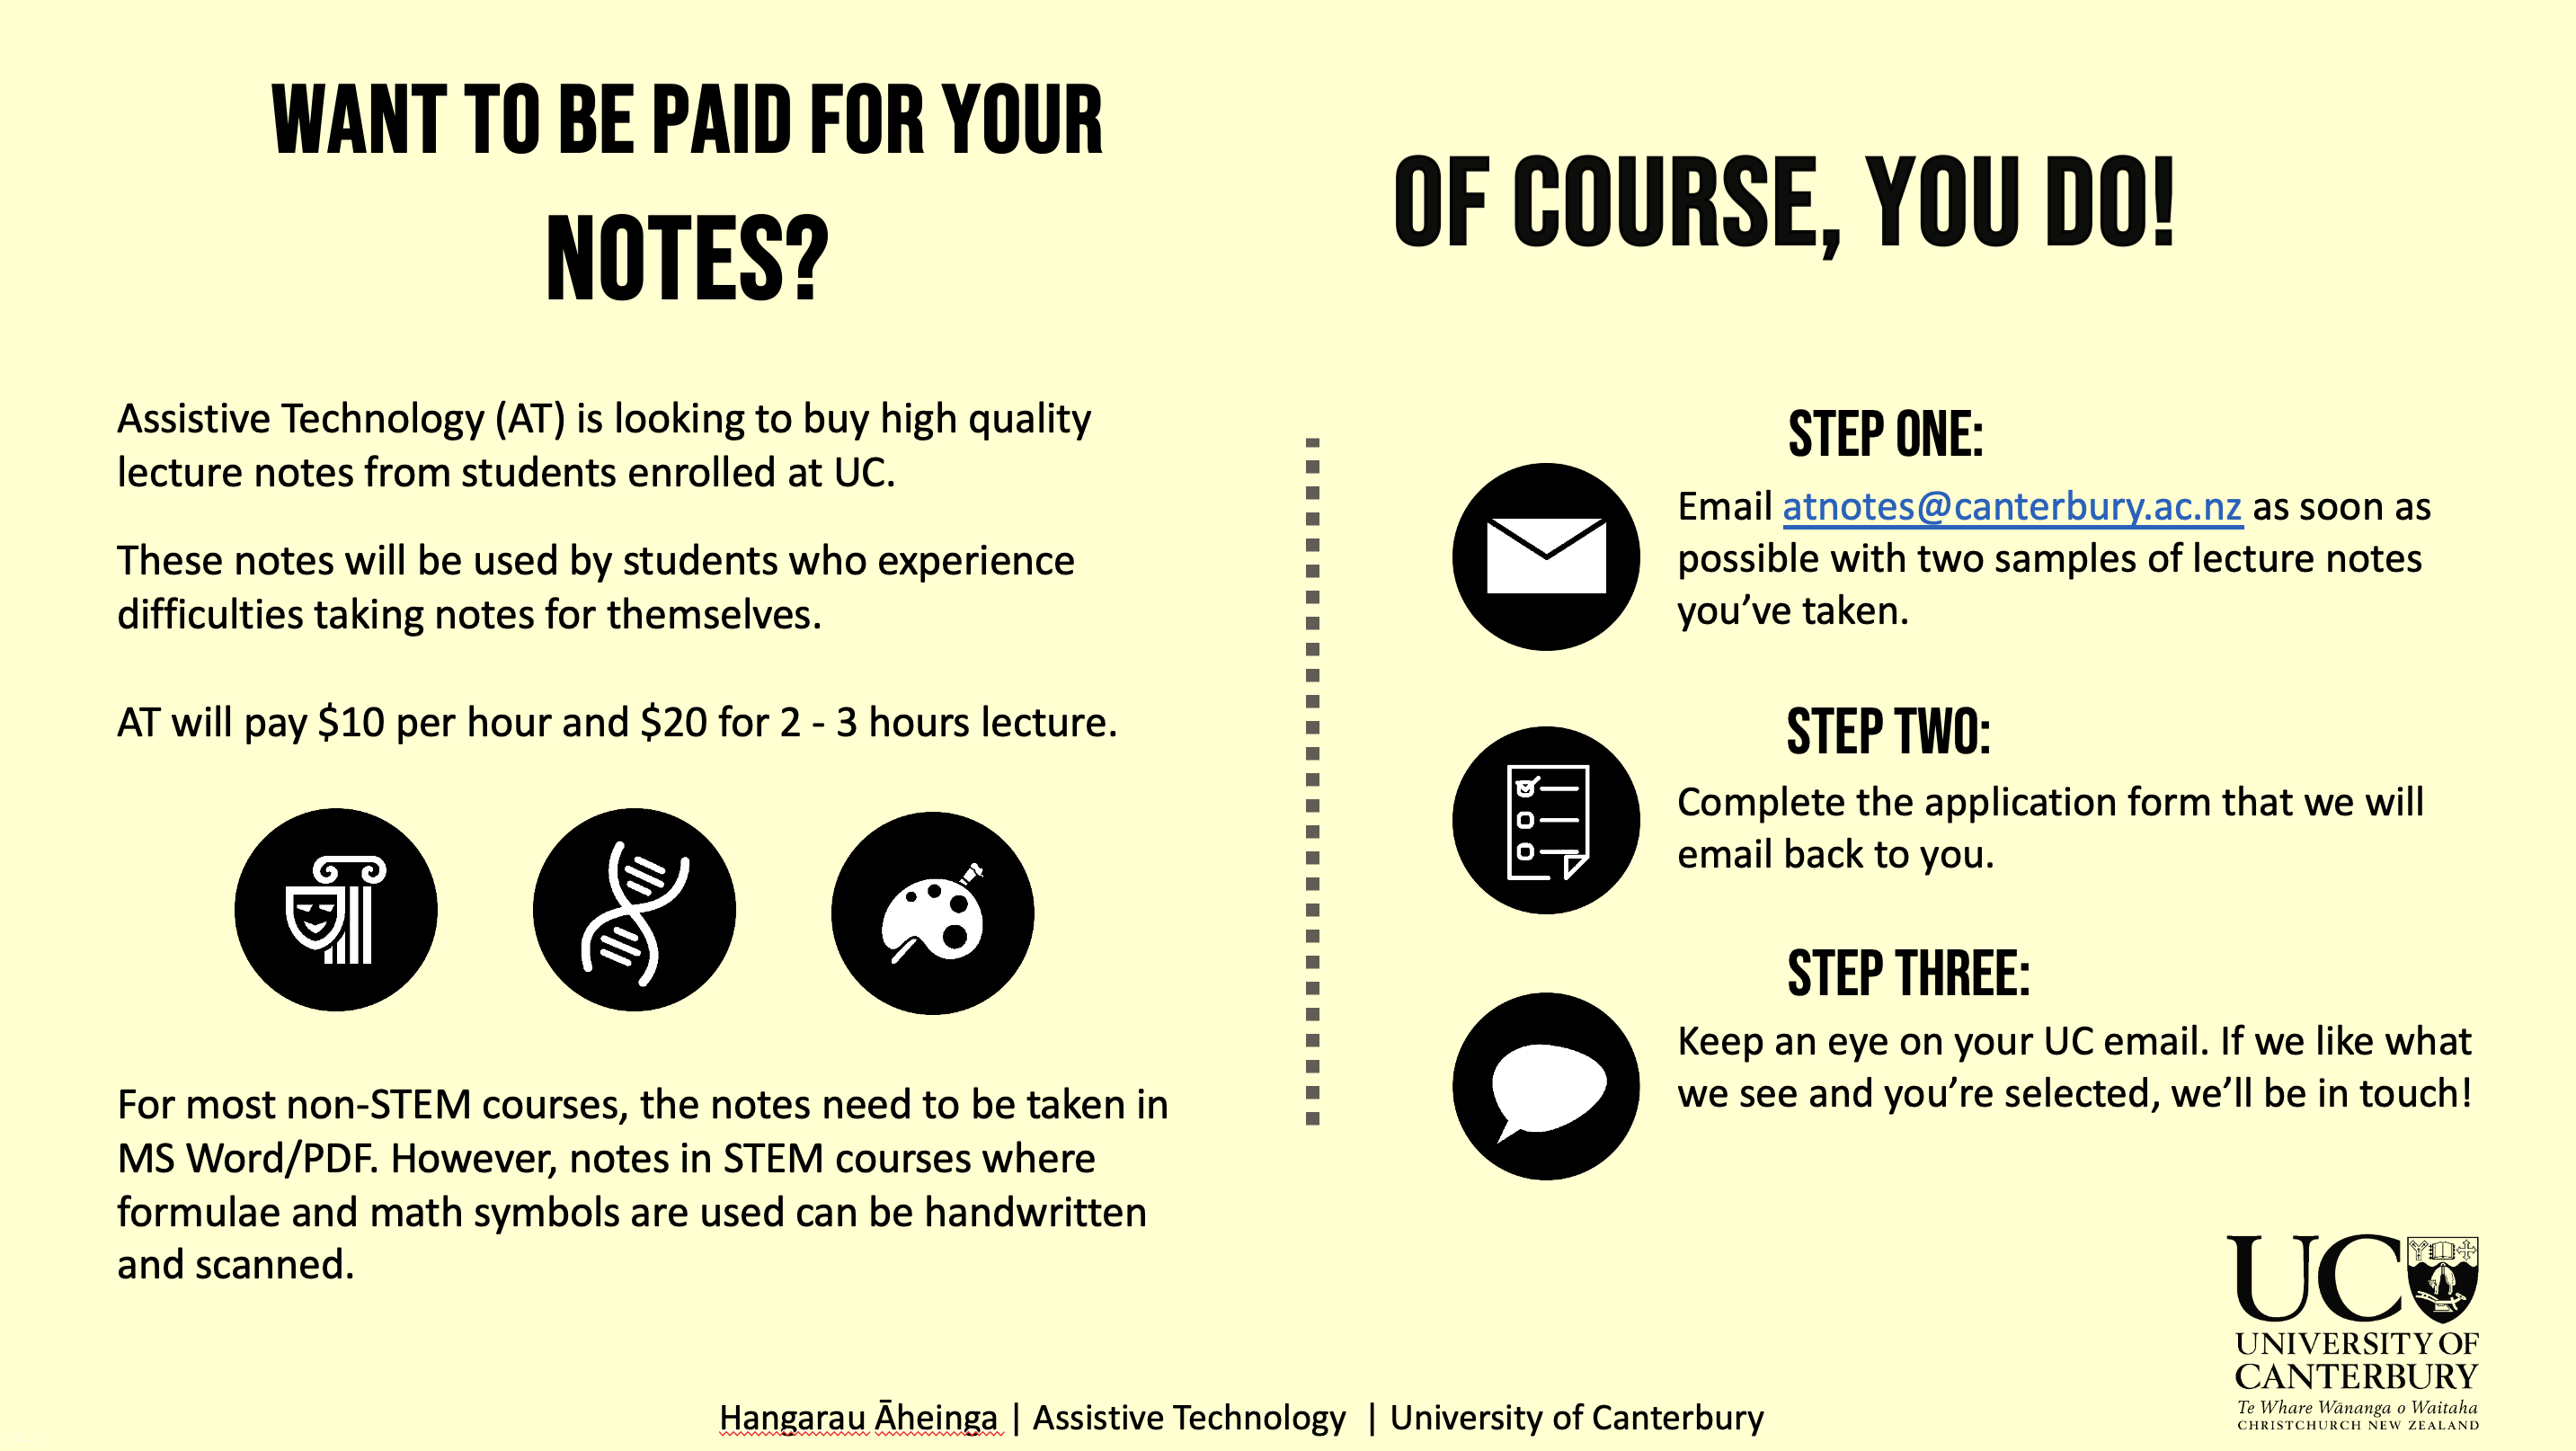 WANT TO BE PAID FOR YOUR
NOTES?
Assistive Technology (AT) is looking to buy high quality
lecture notes from students enrolled at UC.
These notes will be used by students who experience
difficulties taking notes for themselves.
AT will pay $10 per hour and $20 for 2 - 3 hours lecture.
For most non-STEM courses, the notes need to be taken in
MS Word/PDF. However, notes in STEM courses where
formulae and math symbols are used can be handwritten
and scanned.
OF COURSE, YOU DO!
STEP ONE:
Email atnotes@canterbury.ac.nz as soon as
possible with two samples of lecture notes
you’ve taken.
STEP TWO:
Complete the application form that we will
email back to you.
STEP THREE:
Keep an eye on your UC email. If we like what
we see and you’re selected, we’ll be in touch!
UC
UNIVERSITY OF
CANTERBURY
Te Whare Wānanga o Waitaha
CHRISTCHURCH NEW ZEALAND
Hangarau Āheinga | Assistive Technology | University of Canterbury